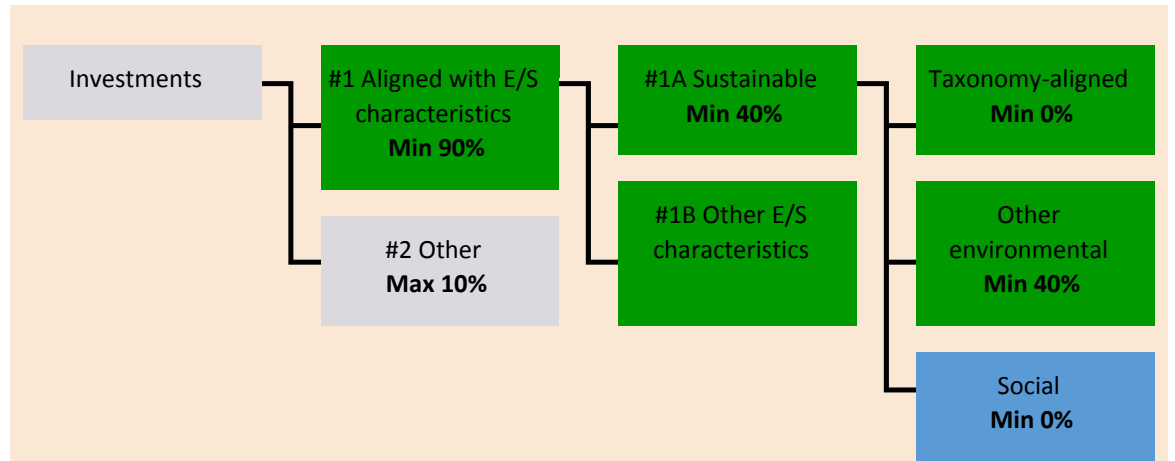 Investments
#1 Aligned with E/S
characteristics
Min 90%
#2 Other
Max 10%
#1A Sustainable
Min 40%
#1B Other E/S
characteristics
Taxonomy-aligned
Min 0%
Other
environmental
Min 40%
Social
Min 0%